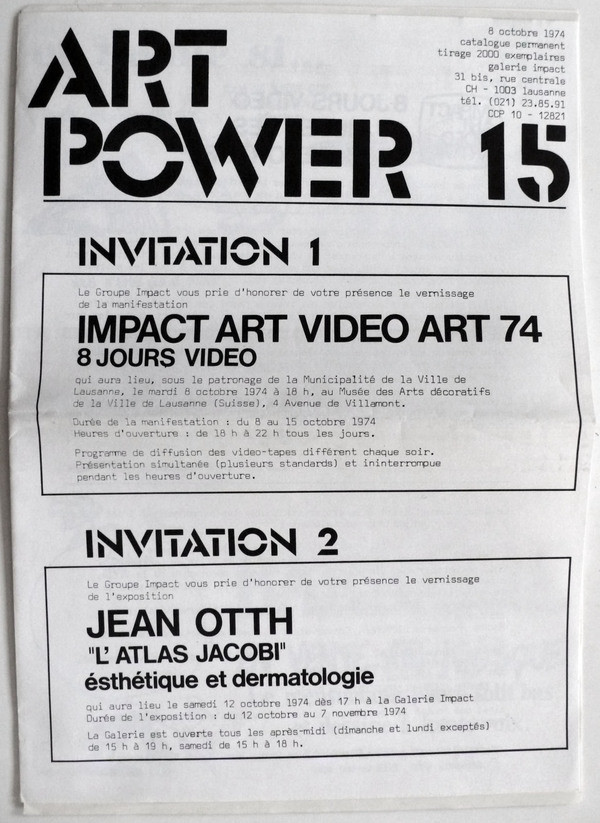 ART
POWER 15
8 octobre 1974
catalogue permanent
tirage 2000 exemplaires
galerie impact
31 bis, rue centrale
CH - 1003 lausanne
tél. (021) 23.85.91
CCP 10 - 12821
INVITATION 1
Le Groupe Impact vous prie d'honorer de votre présence le vernissage
de la manifestation
IMPACT ART VIDEO ART 74
8 JOURS VIDEO
qui aura lieu, sous le patronage de la Municipalité de la Ville de
Lausanne, le mardi 8 octobre 1974 à 18 h, au Musée des Arts décoratifs
de la Ville de Lausanne (Suisse), 4 Avenue de Villamont.
Durée de la manifestation : du 8 au 15 octobre 1974
Heures d'ouverture : de 18 h à 22 h tous les jours.
Programme de diffusion des video-tapes différent chaque soir.
Présentation simultanée (plusieurs standards) et ininterrompue
pendant les heures d'ouverture.
INVITATION 2
Le Groupe Impact vous prie d'honorer de votre présence le vernissage
de l'exposition
JEAN OTTH
"L'ATLAS JACOBI"
ésthétique et dermatologie
qui aura lieu le samedi 12 octobre 1974 dès 17 h à la Galerie Impact
Durée de l'exposition : du 12 octobre au 7 novembre 1974
La Galerie est ouverte tous les après-midi (dimanche et lundi exceptés)
de 15 h à 19 h, samedi de 15 h à 18 h.